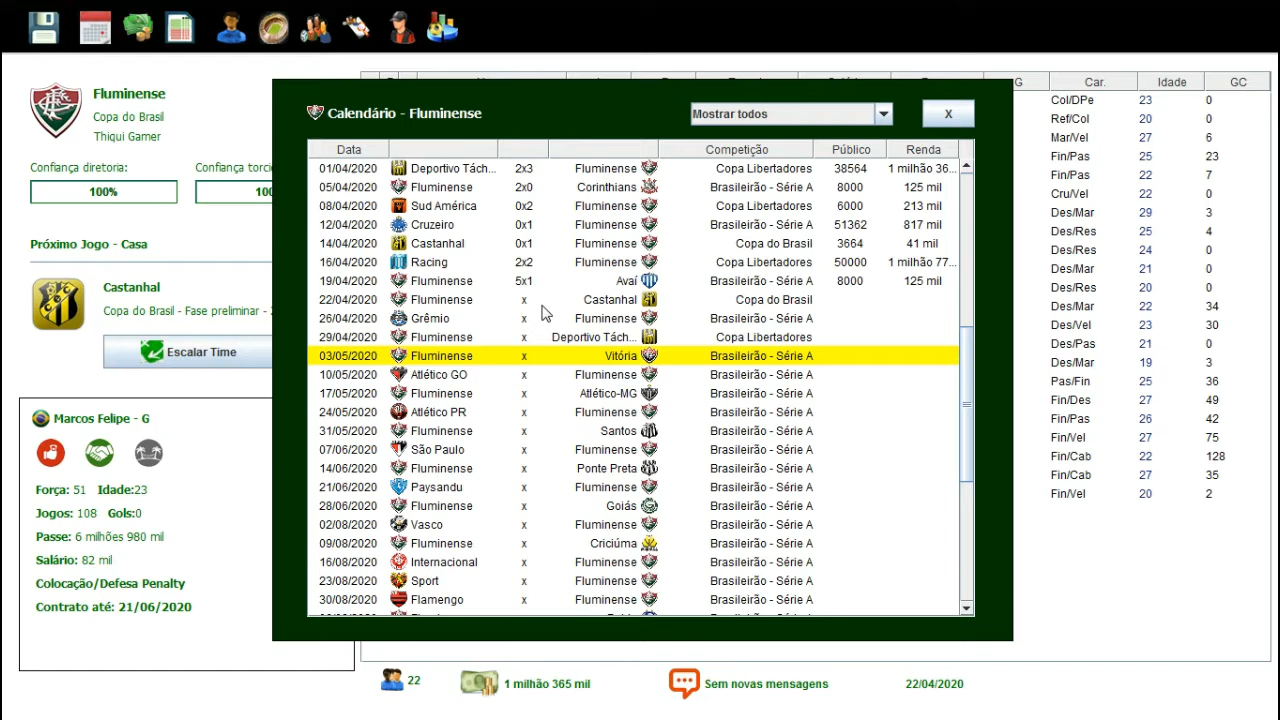 Fluminense
Copa do Brasil
Thiqui Gamer
Confiança diretoria: Confiança torcic
100% 100
Próximo Jogo - Casa
Castanhal
Copa do Brasil - Fase preliminar - 2
Escalar Time
Marcos Felipe - G
Força: 51 Idade:23
Jogos: 108 Gols:0
Passe: 6 milhões 980 mil
Salário: 82 mil
Colocação/Defesa Penalty
Contrato até: 21/06/2020
Calendário - Fluminense Mostrar todos X
Data Competição Público Renda
01/04/2020 Deportivo Tách... 2x3 Fluminense Copa Libertadores 38564 1 milhão 36...
05/04/2020 Fluminense 2x0 Corinthians Brasileirão - Série A 8000 125 mil
08/04/2020 Sud América 0x2 Fluminense Copa Libertadores 6000 213 mil
12/04/2020 Cruzeiro 0x1 Fluminense Brasileirão - Série A 51362 817 mil
14/04/2020 Castanhal 0x1 Fluminense Copa do Brasil 3664 41 mil
16/04/2020 Racing 2x2 Fluminense Copa Libertadores 50000 1 milhão 77...
19/04/2020 Fluminense 5x1 Avaí Brasileirão - Série A 8000 125 mil
22/04/2020 Fluminense x Castanhal Copa do Brasil
26/04/2020 Grêmio x Fluminense Brasileirão - Série A
29/04/2020 Fluminense x Deportivo Tách... Copa Libertadores
03/05/2020 Fluminense x Vitória Brasileirão - Série A
10/05/2020 Atlético GO x Fluminense Brasileirão - Série A
17/05/2020 Fluminense x Atlético-MG Brasileirão - Série A
24/05/2020 Atlético PR x Fluminense Brasileirão - Série A
31/05/2020 Fluminense x Santos Brasileirão - Série A
07/06/2020 São Paulo x Fluminense Brasileirão - Série A
14/06/2020 Fluminense x Ponte Preta Brasileirão - Série A
21/06/2020 Paysandu x Fluminense Brasileirão - Série A
28/06/2020 Fluminense x Goiás Brasileirão - Série A
02/08/2020 Vasco x Fluminense Brasileirão - Série A
09/08/2020 Fluminense x Criciúma Brasileirão - Série A
16/08/2020 Internacional x Fluminense Brasileirão - Série A
23/08/2020 Sport x Fluminense Brasileirão - Série A
30/08/2020 Flamengo x Fluminense Brasileirão - Série A
G Car. Idade GC
Col/DPe 23 0
Ref/Col 20 0
Mar/Vel 27 6
Fin/Pas 25 23
Fin/Pas 22 7
Cru/Vel 22 0
Des/Mar 29 3
Des/Res 25 4
Des/Res 24 0
Des/Mar 21 0
Des/Res 20 0
Des/Mar 22 34
Des/Vel 23 30
Des/Pas 21 0
Des/Mar 19 3
Pas/Fin 25 36
Fin/Des 27 49
Fin/Pas 26 42
Fin/Vel 27 75
Fin/Cab 22 128
Fin/Cab 27 35
Fin/Vel 20 2
22 1 milhão 365 mil Sem novas mensagens 22/04/2020